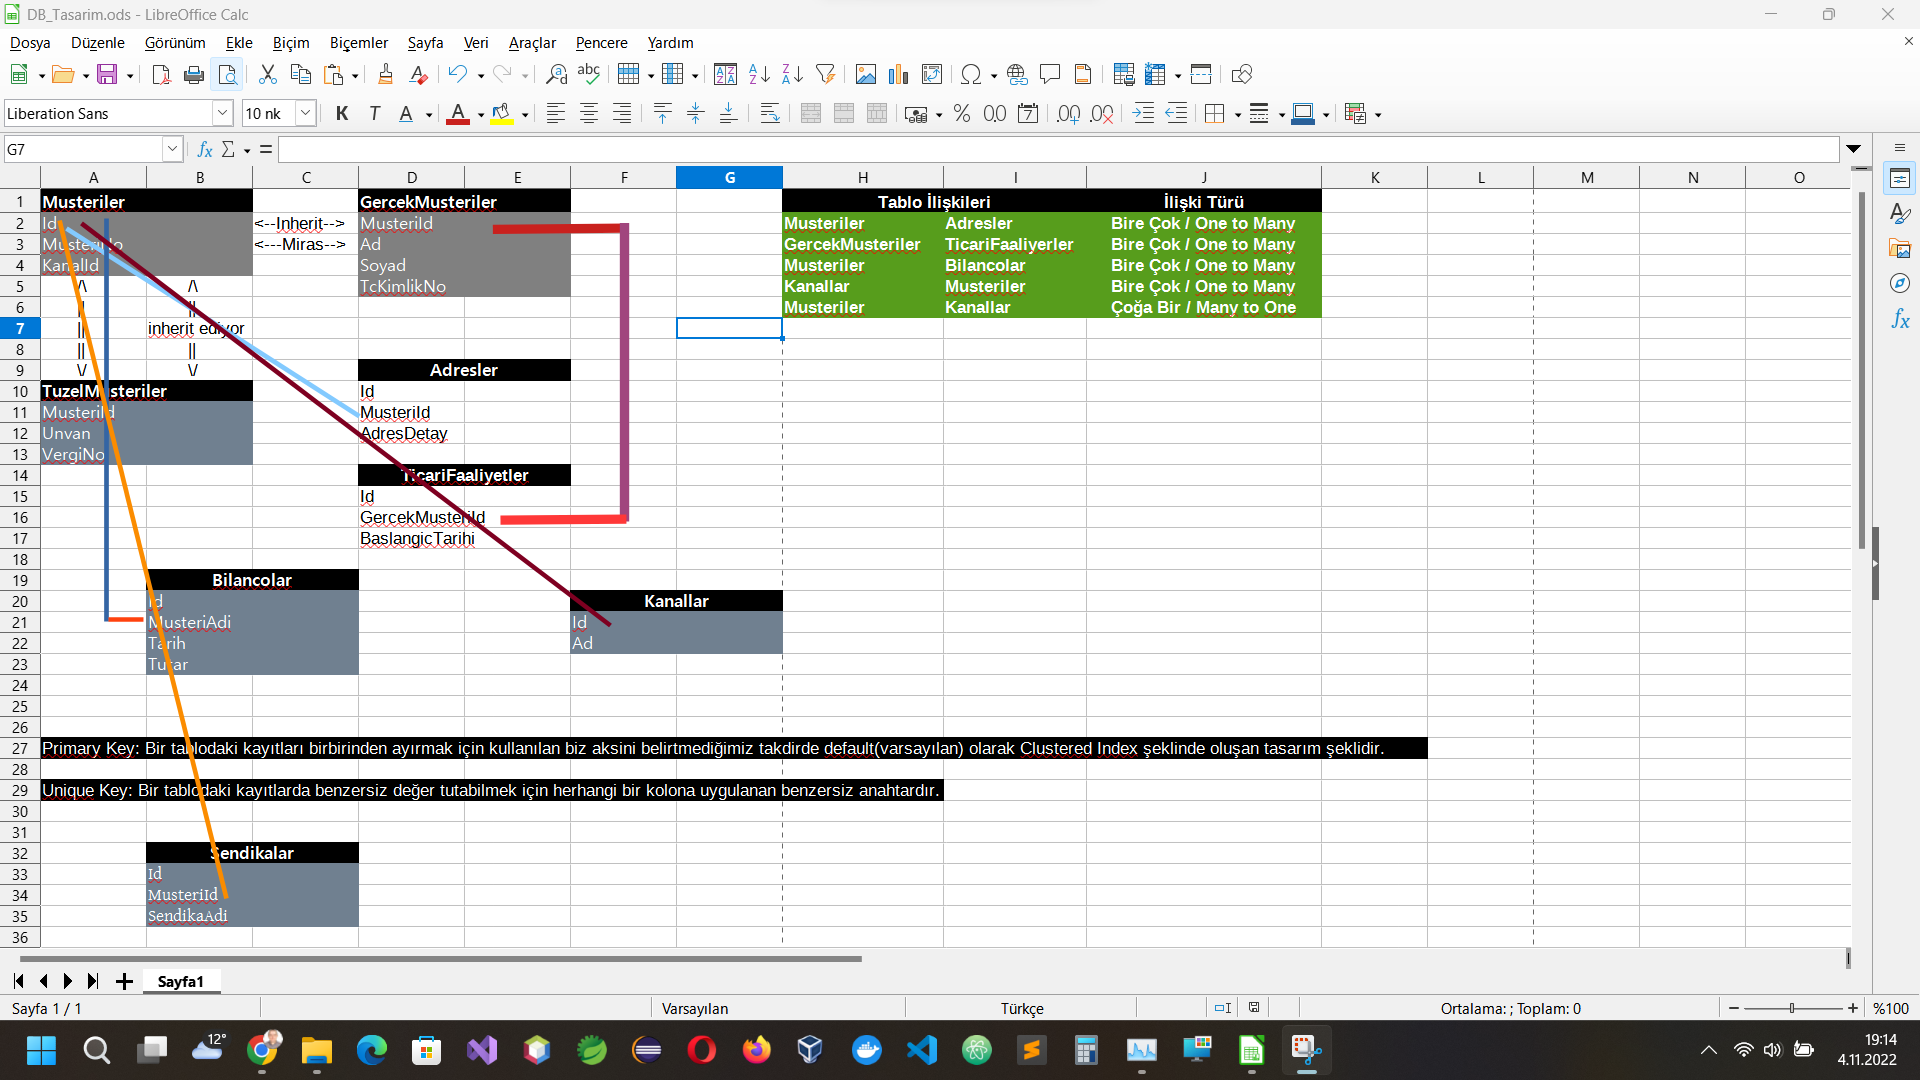 DB_Tasarim.ods - LibreOffice Calc
Dosya Düzenle Görünüm Ekle Biçim Biçemler Sayfa Veri Araçlar Pencere Yardım
Liberation Sans 10 nk K T A
G7
A B C D E F G H I J K L M N O
1 Musteriler GercekMusteriler Tablo İlişkileri İlişki Türü
2 Id <--Inherit--> MusteriId Musteriler Adresler Bire Çok / One to Many
3 MusteriNo <---Miras--> Ad GercekMusteriler TicariFaaliyerler Bire Çok / One to Many
4 KanalId Soyad Musteriler Bilancolar Bire Çok / One to Many
5 /\ /\ TcKimlikNo Kanallar Musteriler Bire Çok / One to Many
6 || || Musteriler Kanallar Çoğa Bir / Many to One
7 || inherit ediyor
8 || ||
9 \/ \/ Adresler
10 TuzelMusteriler Id
11 MusteriId MusteriId
12 Unvan AdresDetay
13 VergiNo
14 TicariFaaliyetler
15 Id
16 GercekMusteriId
17 BaslangicTarihi
18
19 Bilancolar
20 Id Kanallar
21 MusteriAdi Id
22 Tarih Ad
23 Tutar
24
25
26
27 Primary Key: Bir tablodaki kayıtları birbirinden ayırmak için kullanılan biz aksini belirtmediğimiz takdirde default(varsayılan) olarak Clustered Index şeklinde oluşan tasarım şeklidir.
28
29 Unique Key: Bir tablodaki kayıtlarda benzersiz değer tutabilmek için herhangi bir kolona uygulanan benzersiz anahtardır.
30
31
32 Sendikalar
33 Id
34 MusteriId
35 SendikaAdi
36
Sayfa1
Sayfa 1 / 1 Varsayılan Türkçe Ortalama: ; Toplam: 0 %100
12°
19:14
4.11.2022